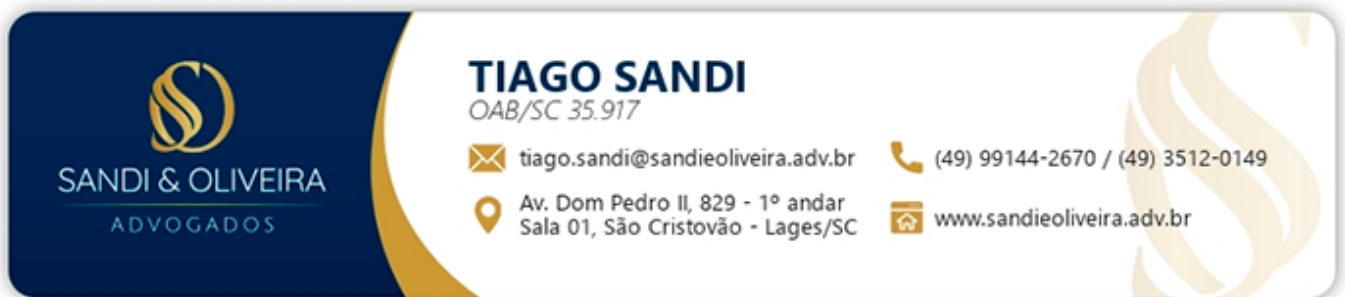 SANDI & OLIVEIRA
ADVOGADOS
TIAGO SANDI
OAB/SC 35.917
tiago.sandi@sandieoliveira.adv.br
Av. Dom Pedro II, 829 - 1º andar
Sala 01, São Cristovão - Lages/SC
(49) 99144-2670 / (49) 3512-0149
www.sandieoliveira.adv.br